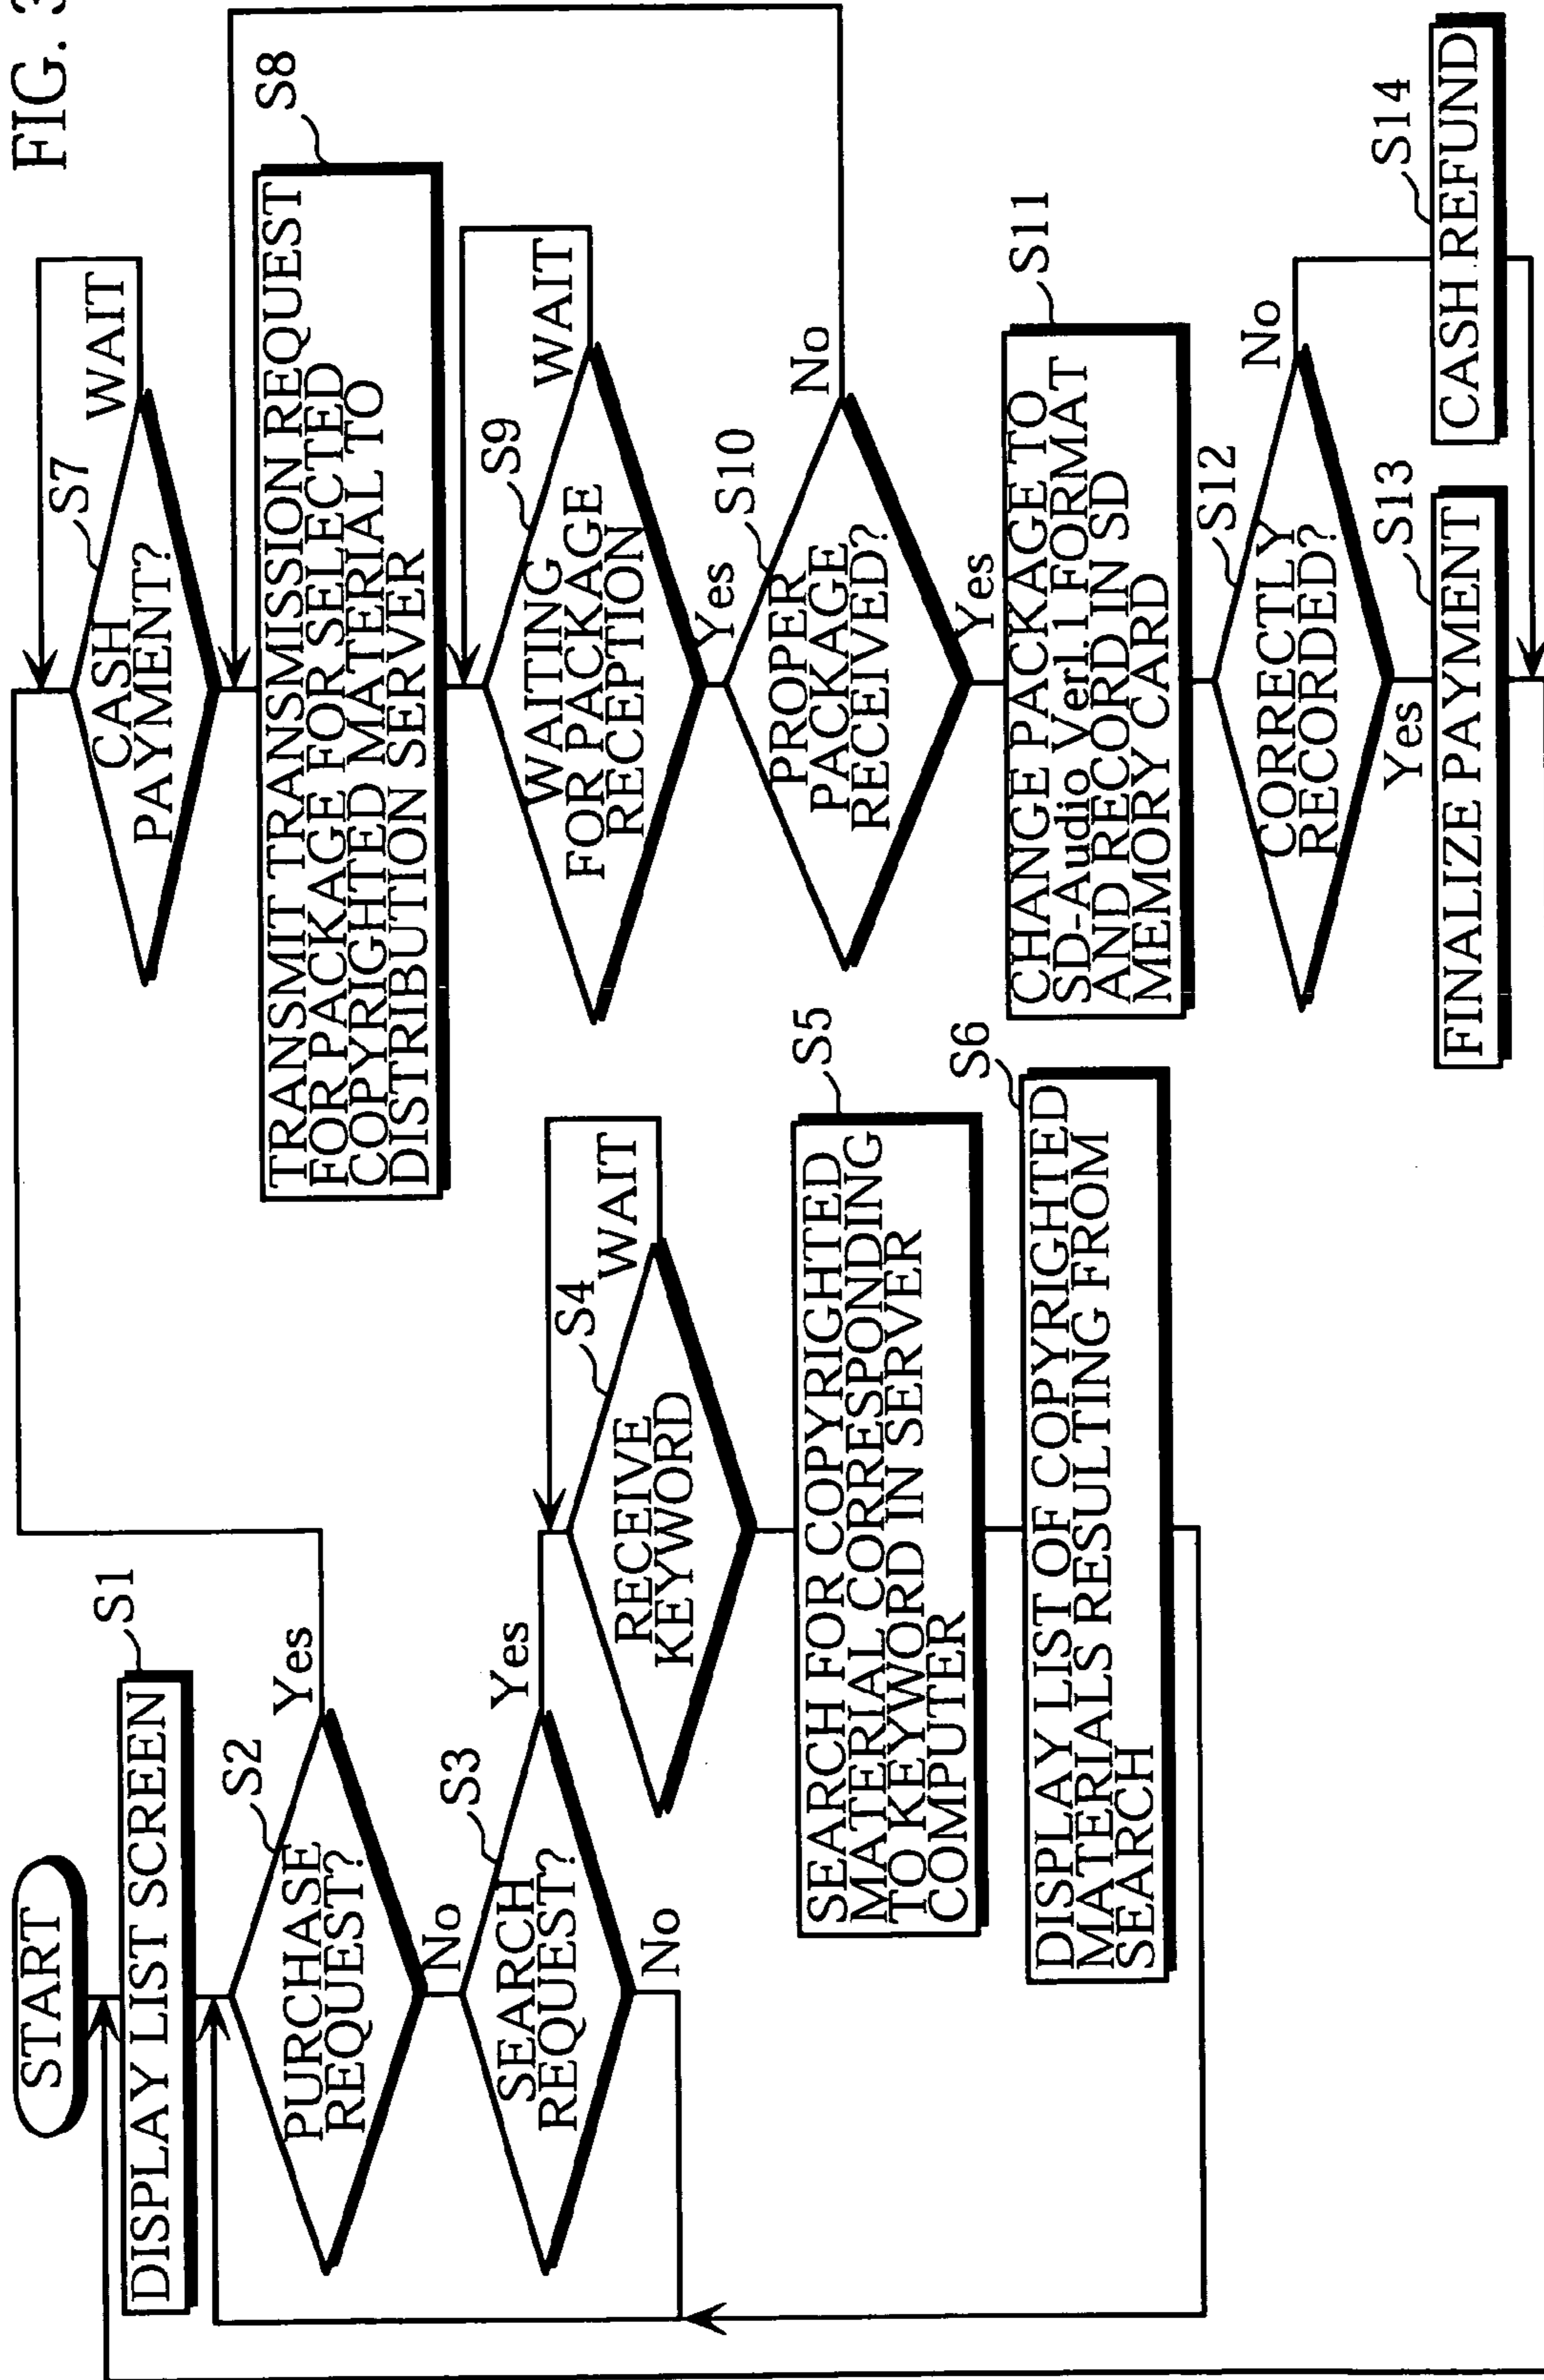 FIG. 3
START
DISPLAY LIST SCREEN
S1
PURCHASE
REQUEST?
S2
Yes
No
SEARCH
REQUEST?
S3
Yes
No
RECEIVE
KEYWORD
S4
WAIT
SEARCH FOR COPYRIGHTED
MATERIAL CORRESPONDING
TO KEYWORD IN SERVER
COMPUTER
S5
DISPLAY LIST OF COPYRIGHTED
MATERIALS RESULTING FROM
SEARCH
S6
CASH
PAYMENT?
S7
WAIT
TRANSMIT TRANSMISSION REQUEST
FOR PACKAGE FOR SELECTED
COPYRIGHTED MATERIAL TO
DISTRIBUTION SERVER
S8
WAITING
FOR PACKAGE
RECEPTION
S9
WAIT
Yes
PROPER
PACKAGE
RECEIVED?
S10
No
Yes
CHANGE PACKAGE TO
SD-Audio Ver1.1 FORMAT
AND RECORD IN SD
MEMORY CARD
S11
CORRECTLY
RECORDED?
S12
No
Yes
FINALIZE PAYMENT
S13
CASH REFUND
S14